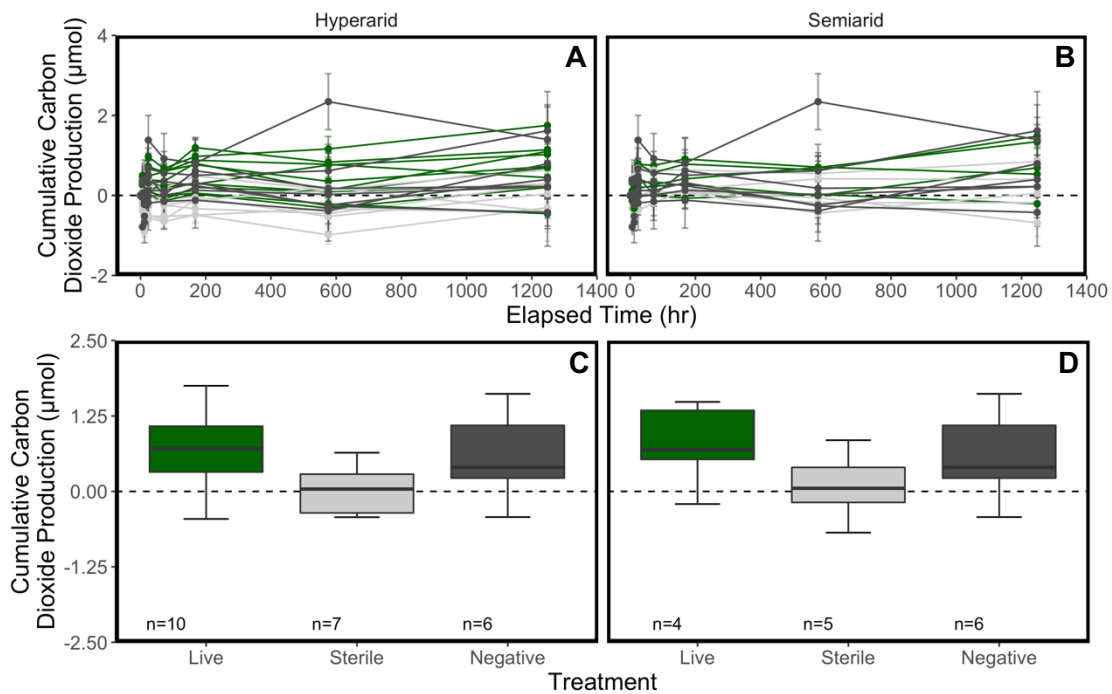 Hyperarid
Semiarid
Cumulative Carbon
Dioxide Production (µmol)
4
2
0
-2
A
B
0 200 400 600 800 1000 1200 1400
0 200 400 600 800 1000 1200 1400
Elapsed Time (hr)
Cumulative Carbon
Dioxide Production (µmol)
2.50
1.25
0.00
-1.25
-2.50
C
D
n=10 n=7 n=6
n=4 n=5 n=6
Live Sterile Negative
Live Sterile Negative
Treatment